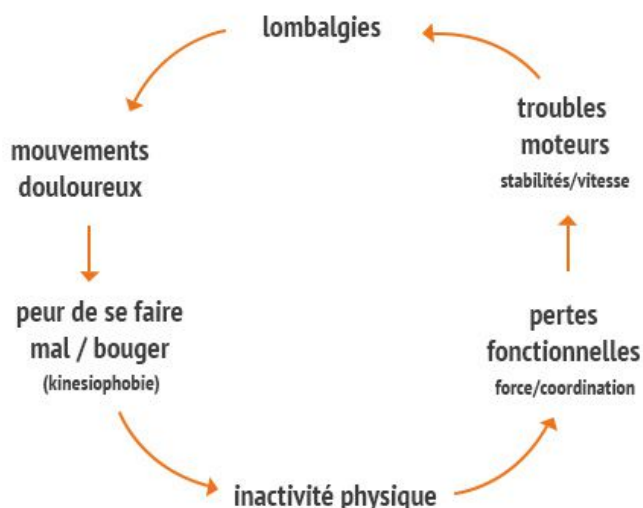 lombalgies
mouvements
douloureux
peur de se faire
mal / bouger
(kinesiophobie)
inactivité physique
pertes
fonctionnelles
force/coordination
troubles
moteurs
stabilités/vitesse